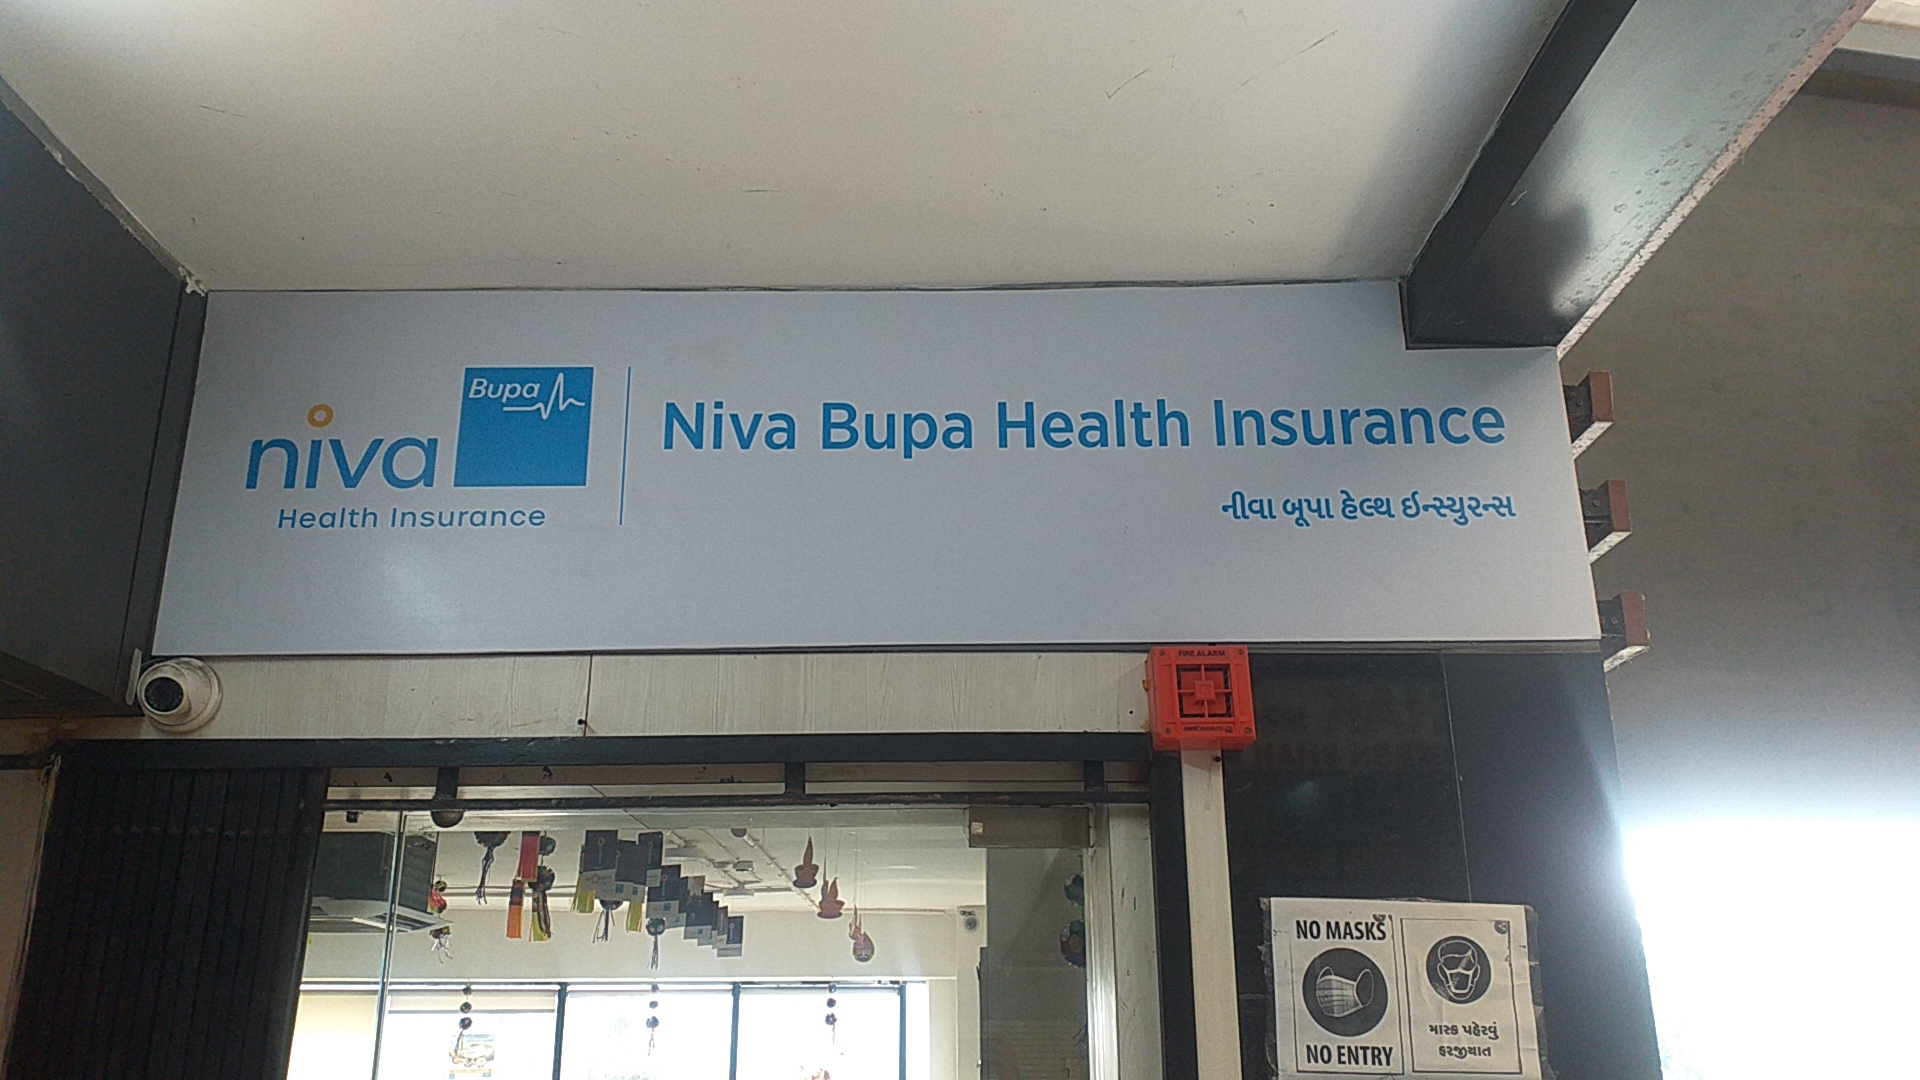 Bupa
niva
Health Insurance
Niva Bupa Health Insurance
નીવા બૂપા હેલ્થ ઈન્સ્યુરન્સ
FIRE ALARM
NO MASKS
NO ENTRY
માસ્ક પહેરવું
ફરજીયાત